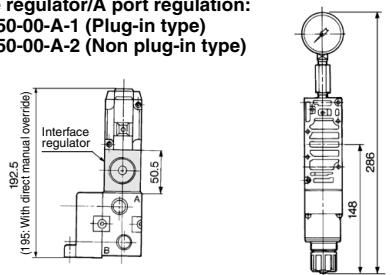 regulator/A port regulation:
50-00-A-1 (Plug-in type)
50-00-A-2 (Non plug-in type)
Interface
regulator
192.5
(195: With direct manual override)
50.5
A
B
286
148